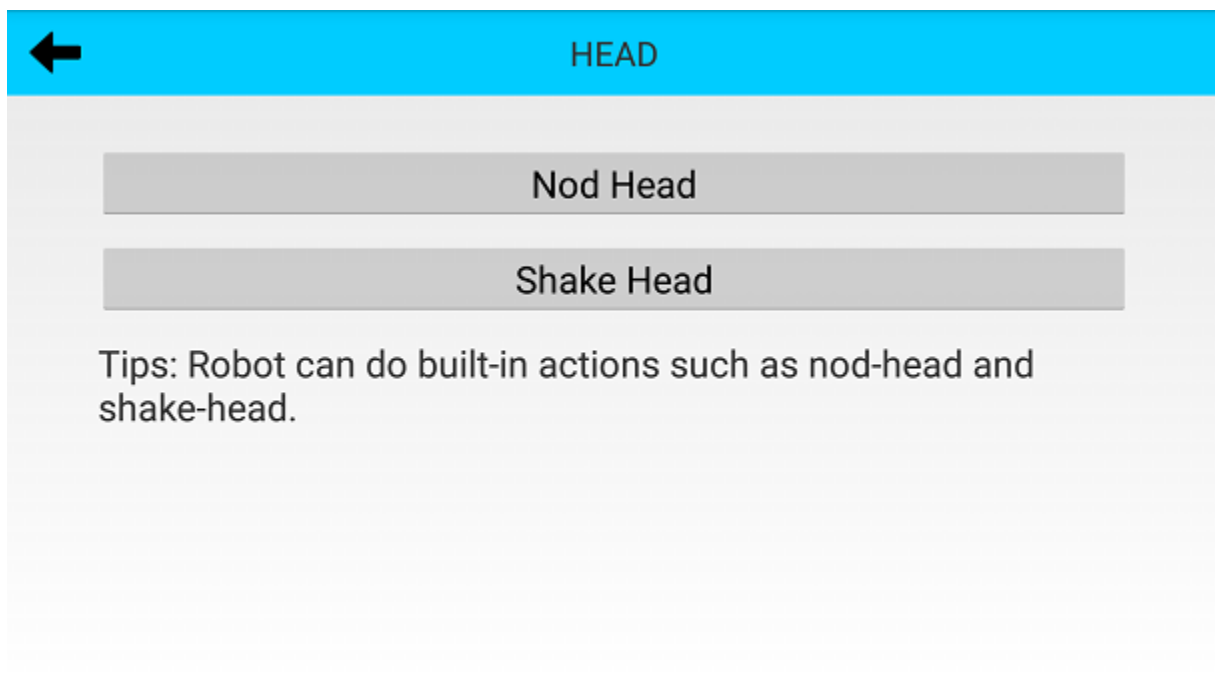 HEAD
Nod Head
Shake Head
Tips: Robot can do built-in actions such as nod-head and
shake-head.